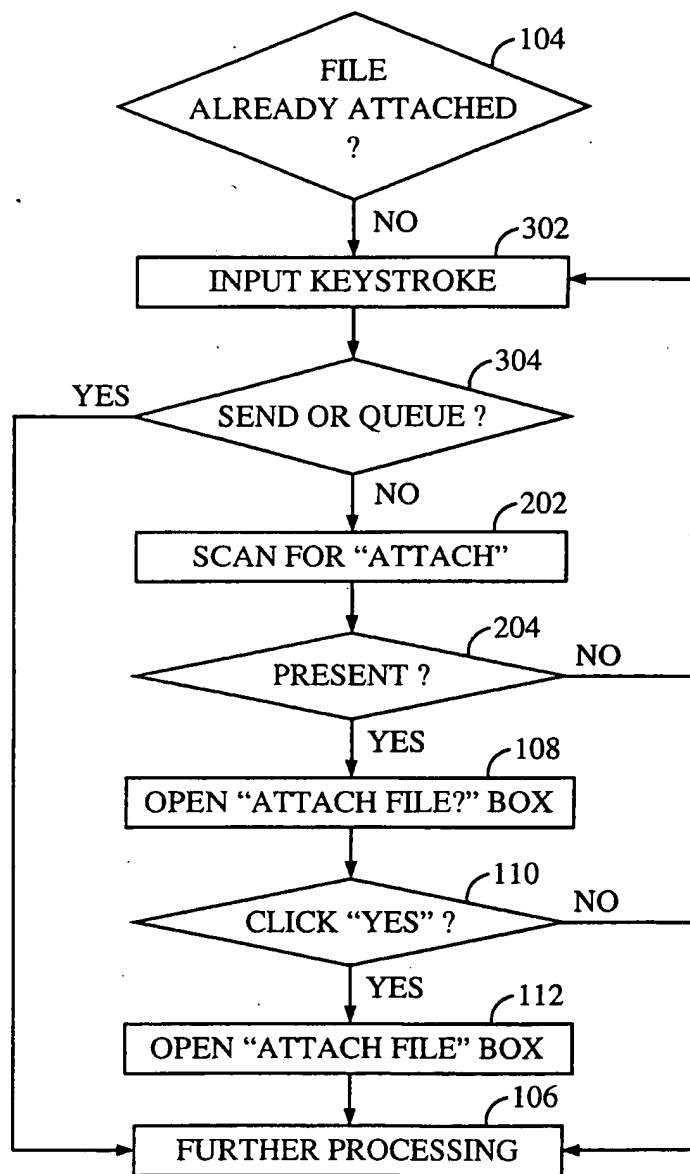 104
FILE
ALREADY ATTACHED
?
NO
302
INPUT KEYSTROKE
304
YES
SEND OR QUEUE ?
NO
202
SCAN FOR “ATTACH”
204
NO
PRESENT ?
YES
108
OPEN “ATTACH FILE?” BOX
110
NO
CLICK “YES” ?
YES
112
OPEN “ATTACH FILE” BOX
106
FURTHER PROCESSING